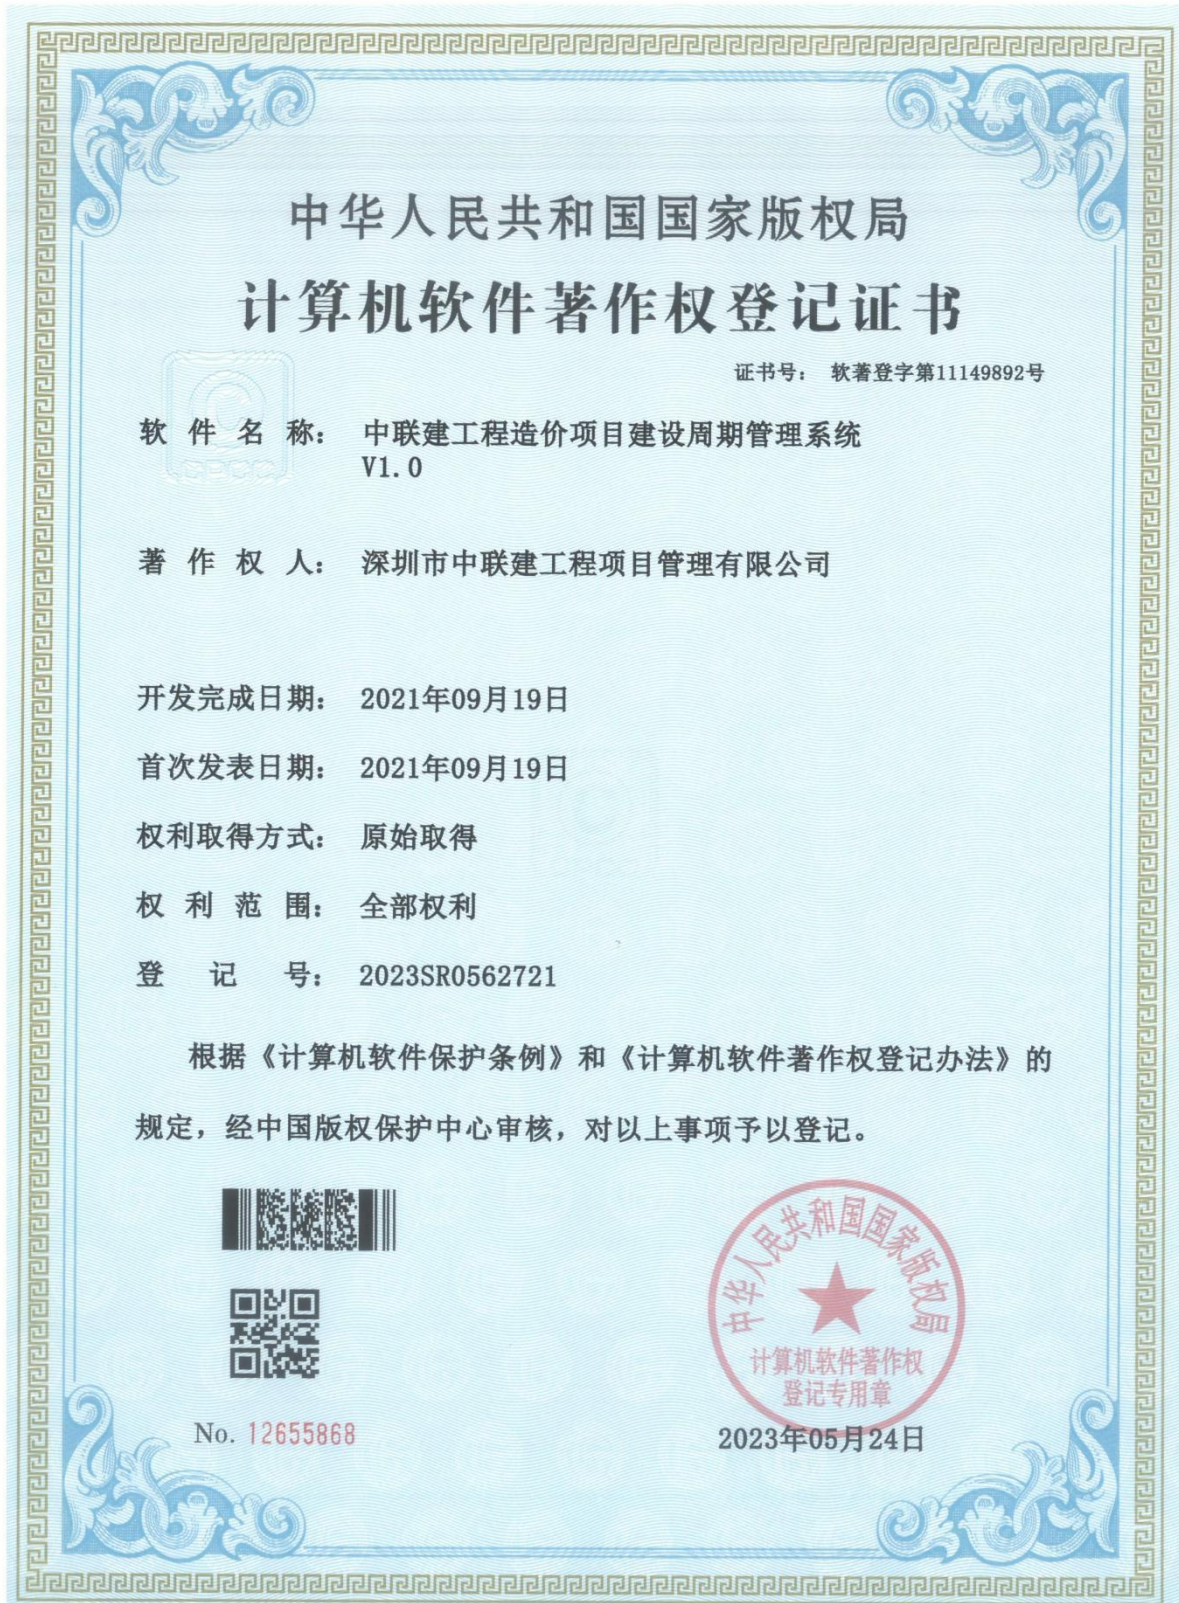 中华人民共和国国家版权局
计算机软件著作权登记证书
证书号： 软著登字第11149892号
软件名称： 中联建工程造价项目建设周期管理系统
V1.0
著作权人： 深圳市中联建工程项目管理有限公司
开发完成日期： 2021年09月19日
首次发表日期： 2021年09月19日
权利取得方式： 原始取得
权利范围： 全部权利
登记号： 2023SR0562721
根据《计算机软件保护条例》和《计算机软件著作权登记办法》的
规定，经中国版权保护中心审核，对以上事项予以登记。
中华人民共和国国家版权局
计算机软件著作权
登记专用章
No. 12655868
2023年05月24日